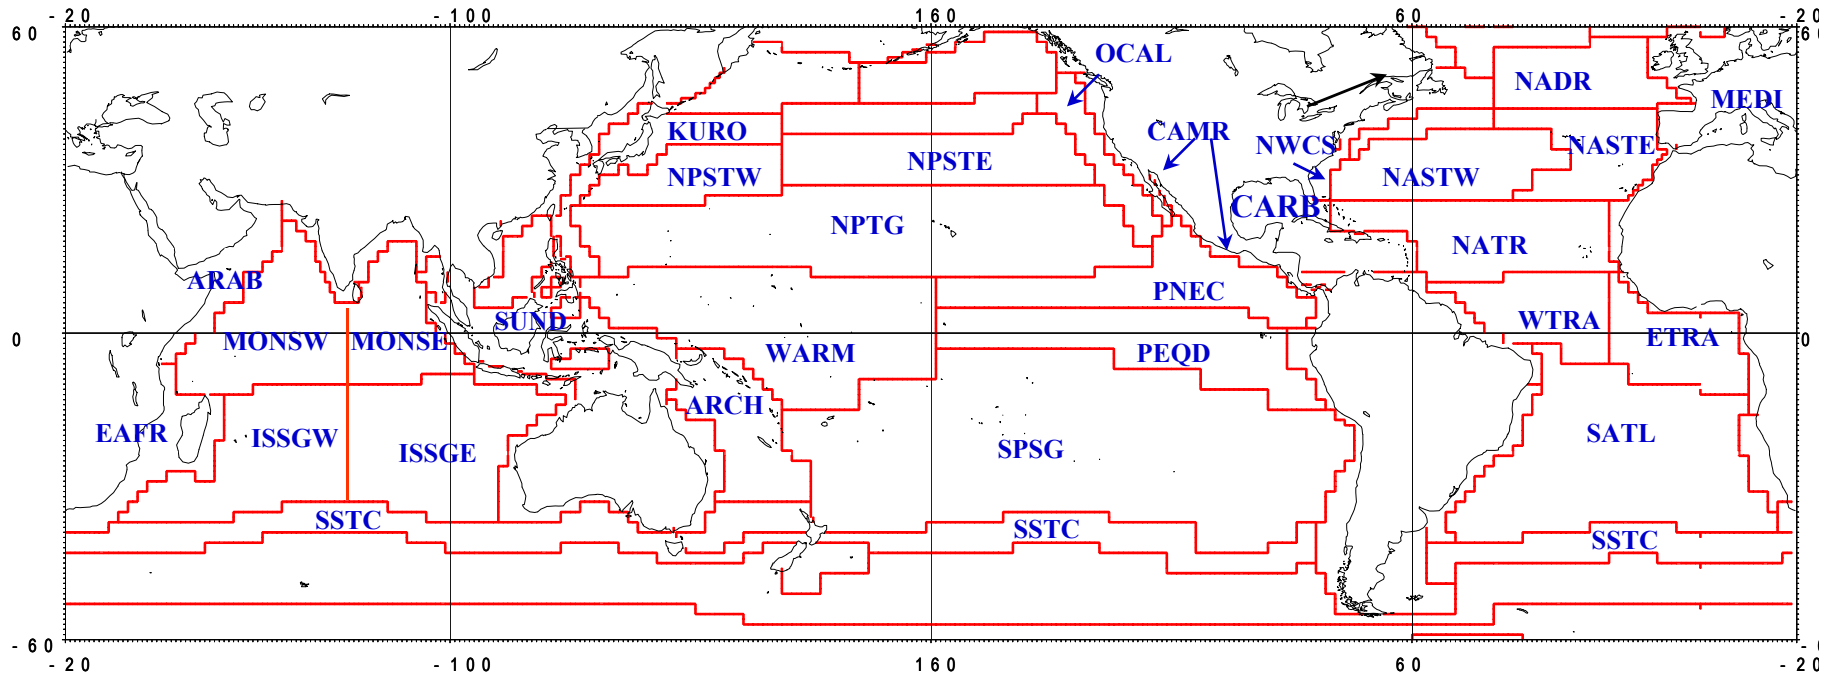 -20 -100 160 60 -20
60 60
OCAL
NADR
MEDI
KURO
CAMR
NWCS
NASTE
NPSTE
NPSTW
NASTW
CARB
NPTG
NATR
ARAB
PNEC
SUND
WTRA
ETRA
0 0
MONSW MONSE
WARM
PEQD
ARCH
EAFR
ISSGW
SATL
ISSGE
SPSG
SSTC
SSTC
SSTC
-60
-20 -100 160 60 -20